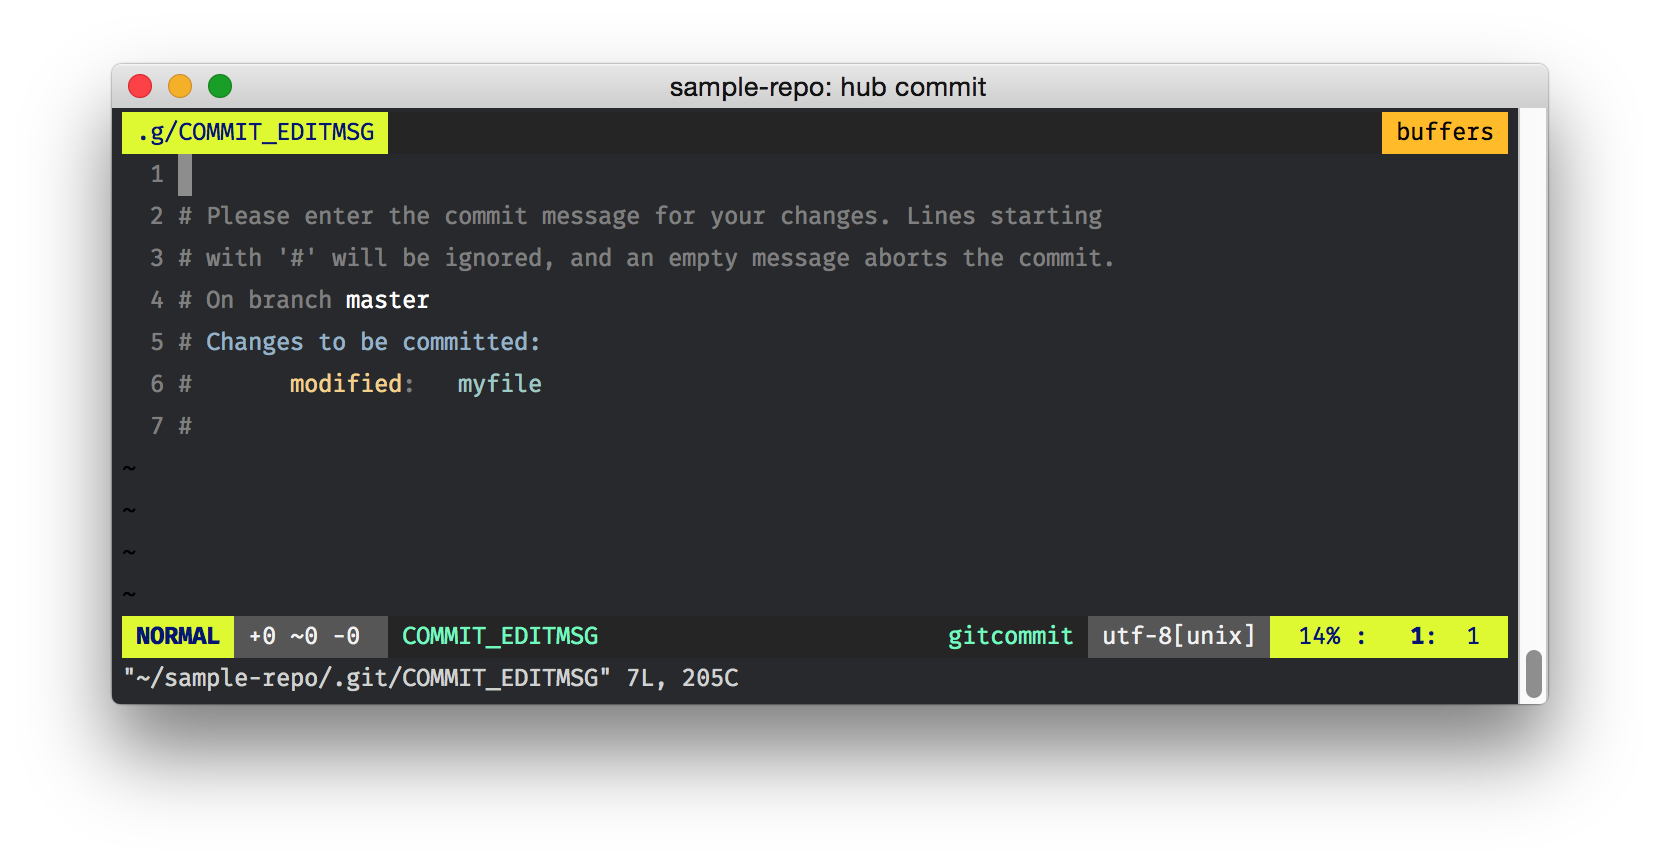 sample-repo: hub commit
.g/COMMIT_EDITMSG buffers
1
2 # Please enter the commit message for your changes. Lines starting
3 # with '#' will be ignored, and an empty message aborts the commit.
4 # On branch master
5 # Changes to be committed:
6 #       modified:   myfile
7 #
~
~
~
~
NORMAL +0 ~0 -0 COMMIT_EDITMSG gitcommit utf-8[unix] 14% : 1: 1
"~/sample-repo/.git/COMMIT_EDITMSG" 7L, 205C